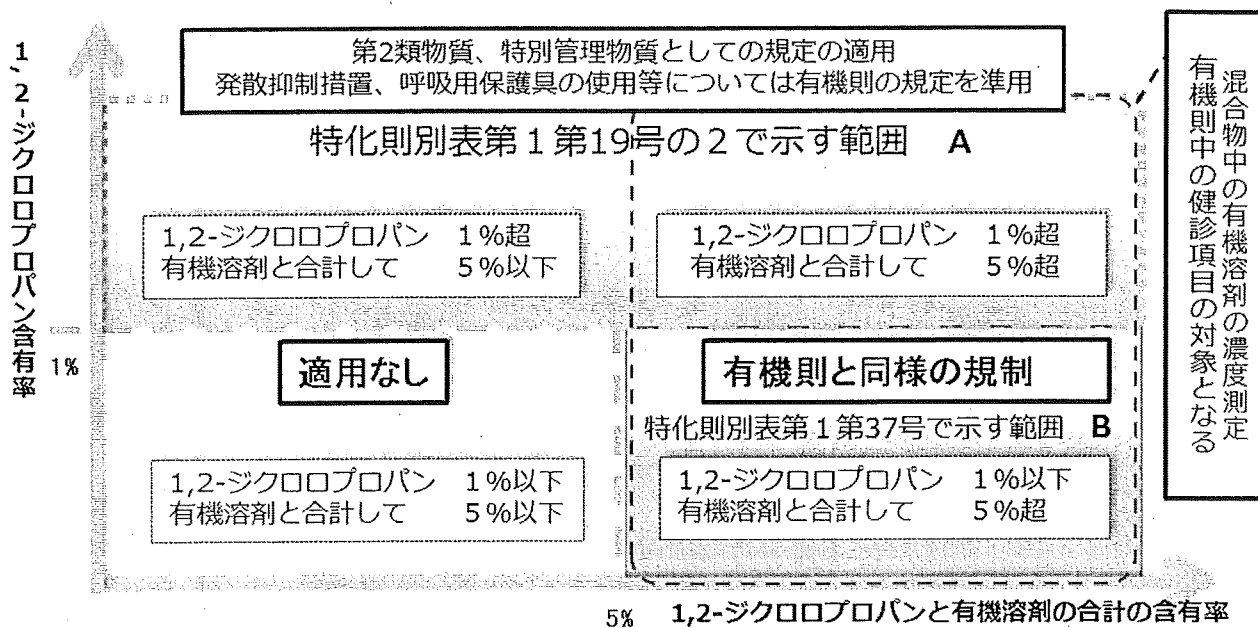 第2類物質、特別管理物質としての規定の適用
発散抑制措置、呼吸用保護具の使用等については有機則の規定を準用
混合物中の有機溶剤の濃度測定
有機則中の健診項目の対象となる
1,2-ジクロロプロパン含有率
特化則別表第1第19号の2で示す範囲 A
1,2-ジクロロプロパン 1%超
有機溶剤と合計して 5%以下
1,2-ジクロロプロパン 1%超
有機溶剤と合計して 5%超
1%
適用なし
有機則と同様の規制
特化則別表第1第37号で示す範囲 B
1,2-ジクロロプロパン 1%以下
有機溶剤と合計して 5%以下
1,2-ジクロロプロパン 1%以下
有機溶剤と合計して 5%超
5%
1,2-ジクロロプロパンと有機溶剤の合計の含有率